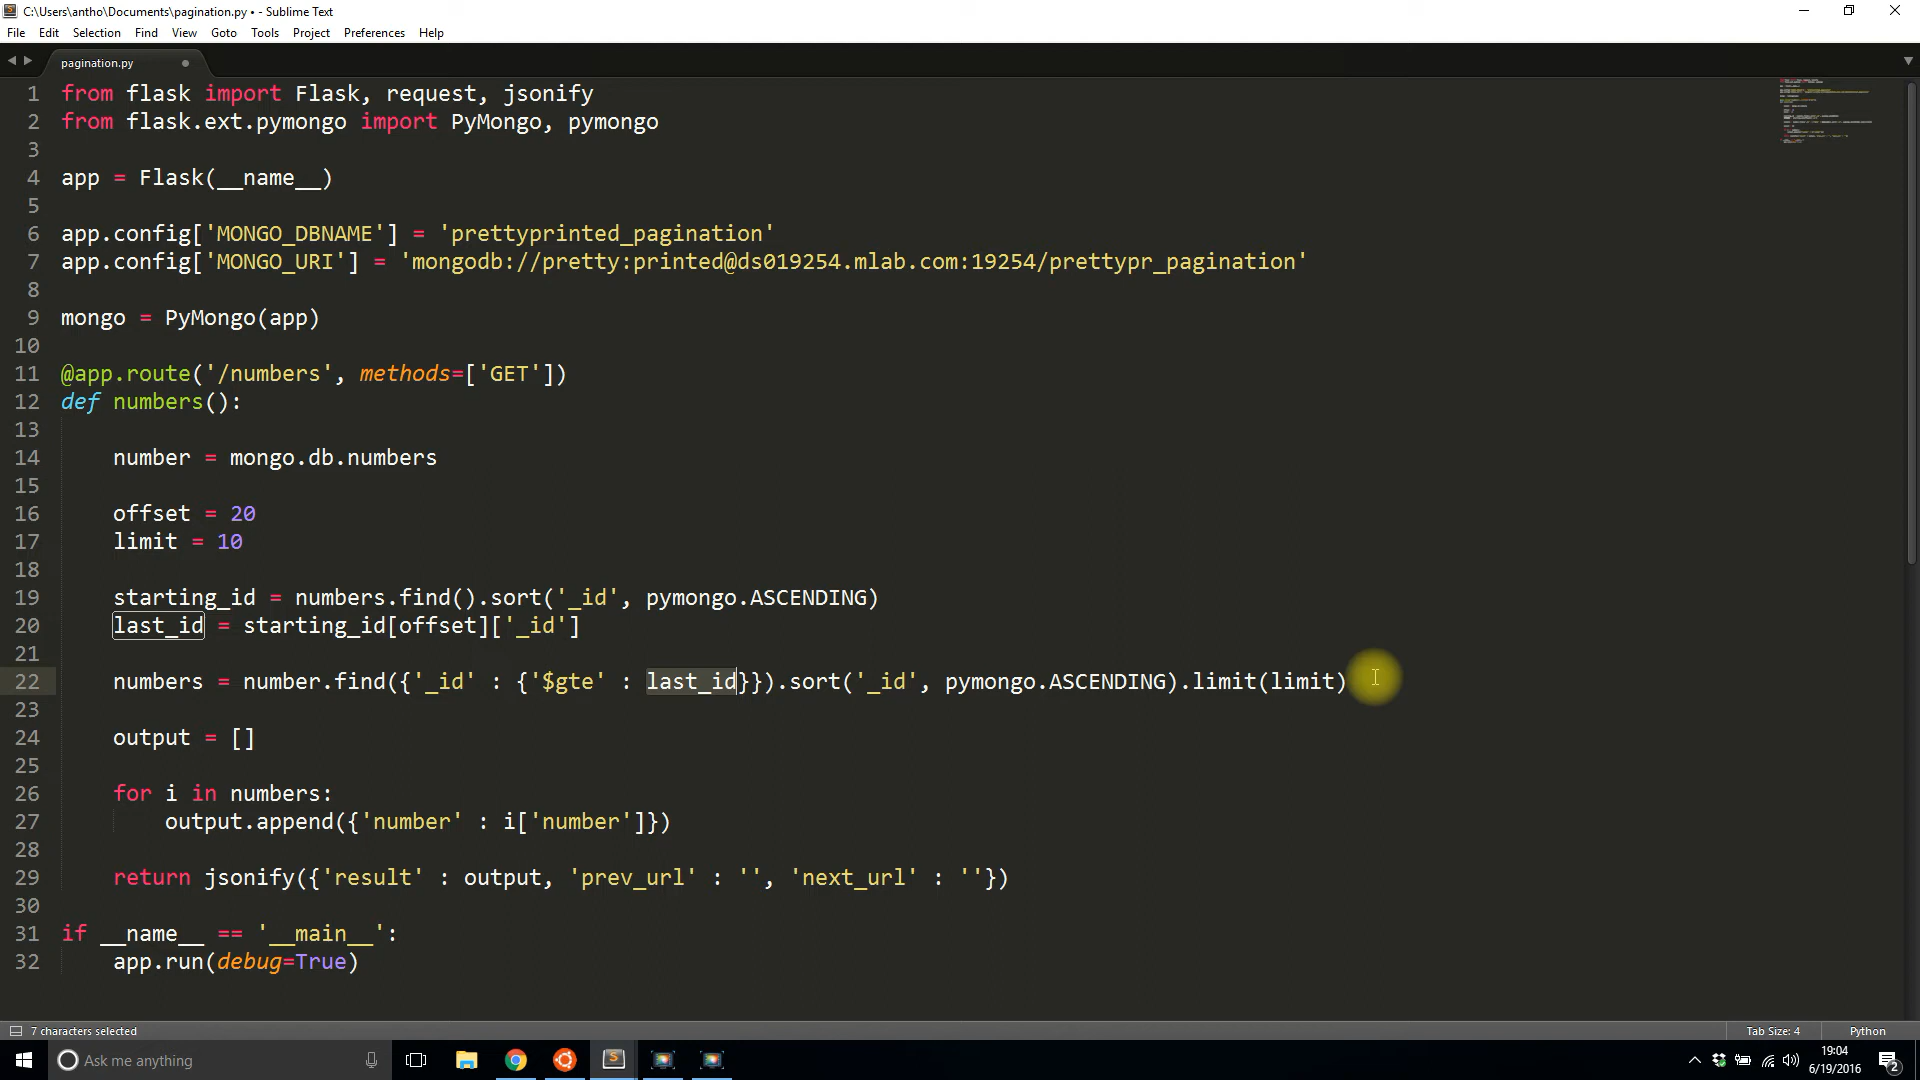 C:\Users\antho\Documents\pagination.py • - Sublime Text
File Edit Selection Find View Goto Tools Project Preferences Help
pagination.py
1 from flask import Flask, request, jsonify
2 from flask.ext.pymongo import PyMongo, pymongo
3
4 app = Flask(__name__)
5
6 app.config['MONGO_DBNAME'] = 'prettyprinted_pagination'
7 app.config['MONGO_URI'] = 'mongodb://pretty:printed@ds019254.mlab.com:19254/prettypr_pagination'
8
9 mongo = PyMongo(app)
10
11 @app.route('/numbers', methods=['GET'])
12 def numbers():
13
14     number = mongo.db.numbers
15
16     offset = 20
17     limit = 10
18
19     starting_id = numbers.find().sort('_id', pymongo.ASCENDING)
20     last_id = starting_id[offset]['_id']
21
22     numbers = number.find({'_id' : {'$gte' : last_id}}).sort('_id', pymongo.ASCENDING).limit(limit)
23
24     output = []
25
26     for i in numbers:
27         output.append({'number' : i['number']})
28
29     return jsonify({'result' : output, 'prev_url' : '', 'next_url' : ''})
30
31 if __name__ == '__main__':
32     app.run(debug=True)
7 characters selected
Tab Size: 4
Python
Ask me anything
19:04
6/19/2016
2